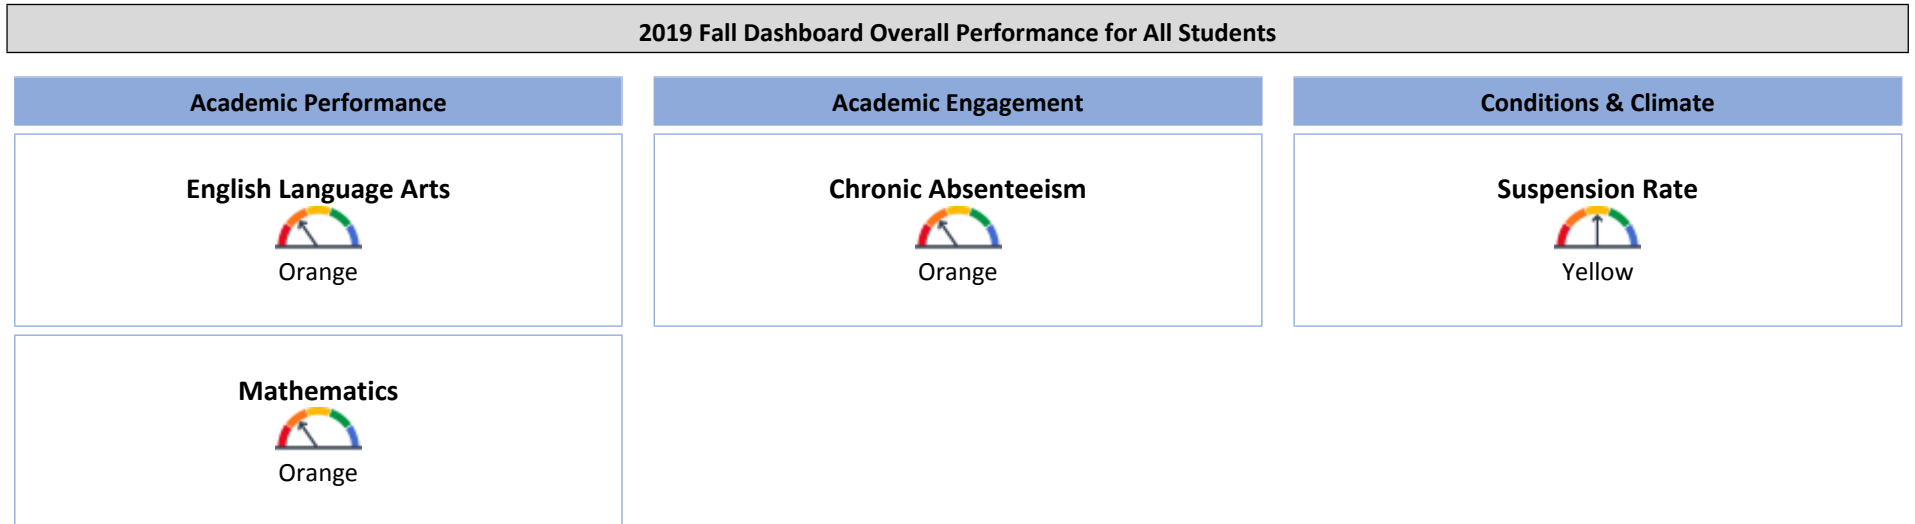 2019 Fall Dashboard Overall Performance for All Students
Academic Performance
English Language Arts
Orange
Mathematics
Orange
Academic Engagement
Chronic Absenteeism
Orange
Conditions & Climate
Suspension Rate
Yellow